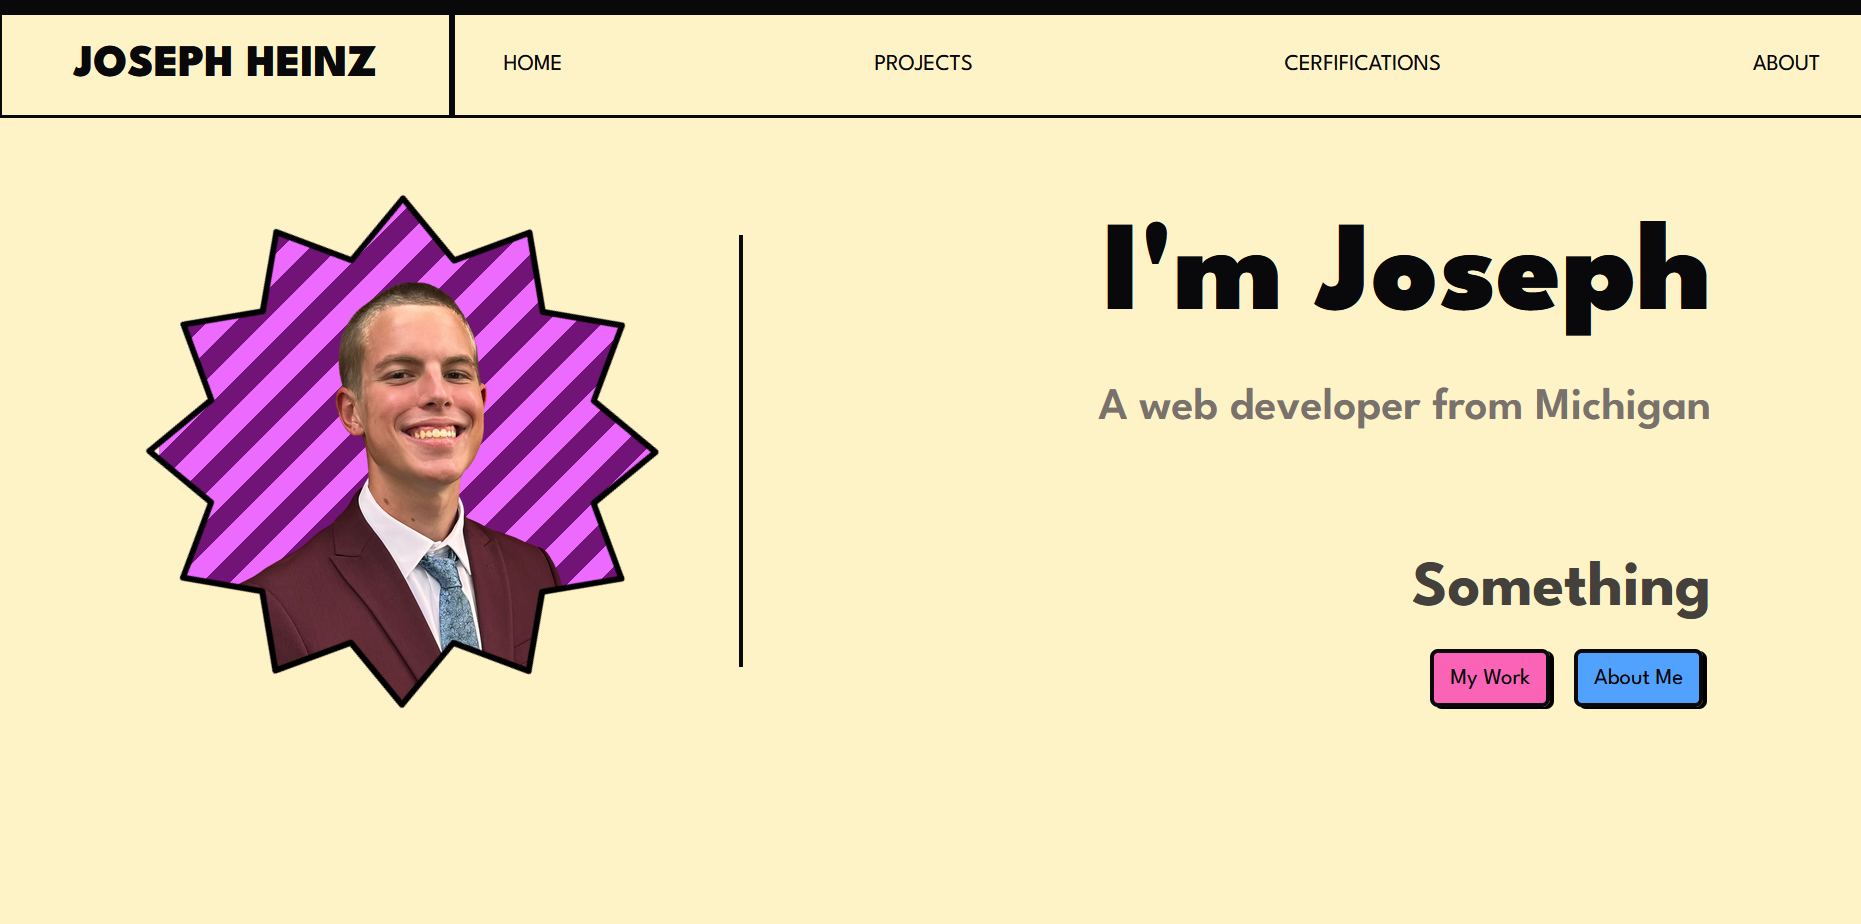 JOSEPH HEINZ
HOME
PROJECTS
CERFIFICATIONS
ABOUT
I'm Joseph
A web developer from Michigan
Something
My Work
About Me